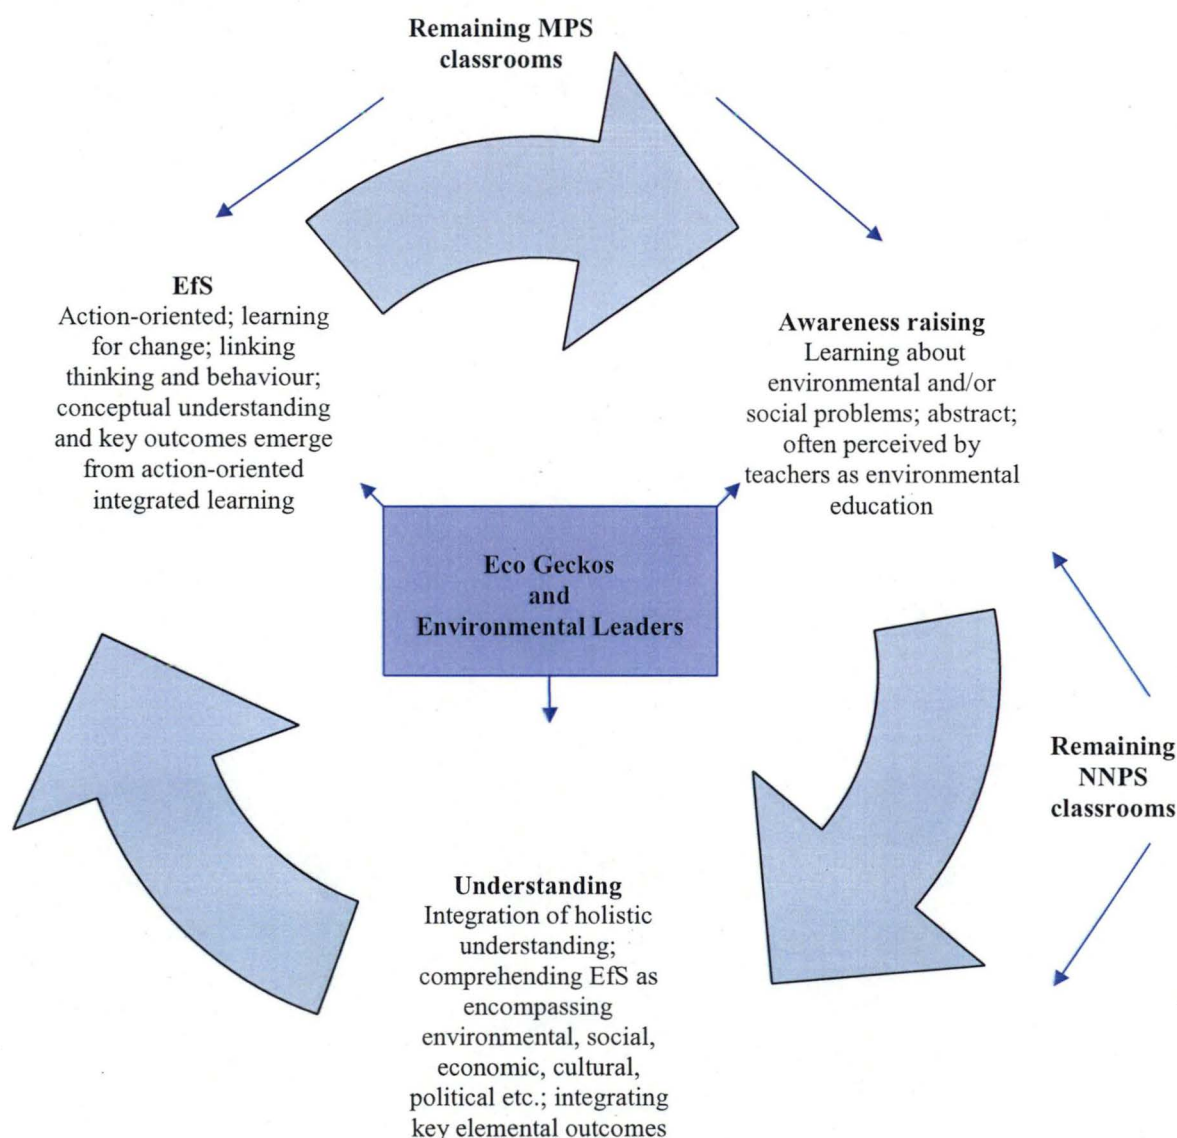 Remaining MPS
classrooms
EfS
Action-oriented; learning
for change; linking
thinking and behaviour;
conceptual understanding
and key outcomes emerge
from action-oriented
integrated learning
Awareness raising
Learning about
environmental and/or
social problems; abstract;
often perceived by
teachers as environmental
education
Eco Geckos
and
Environmental Leaders
Remaining
NNPS
classrooms
Understanding
Integration of holistic
understanding;
comprehending EfS as
encompassing
environmental, social,
economic, cultural,
political etc.; integrating
key elemental outcomes